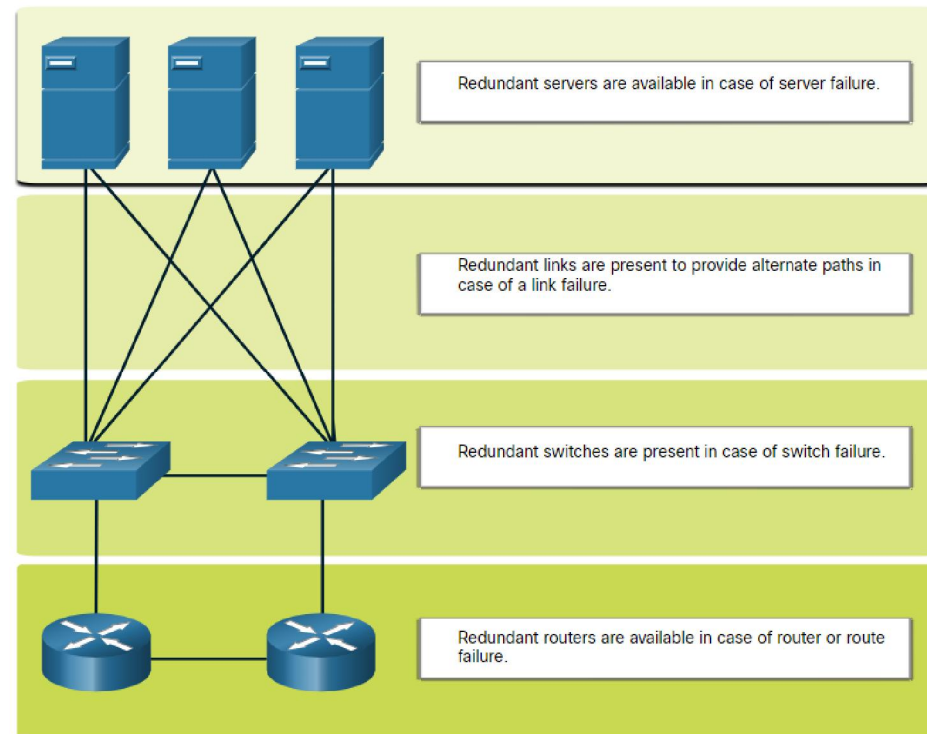 Redundant servers are available in case of server failure.
Redundant links are present to provide alternate paths in
case of a link failure.
Redundant switches are present in case of switch failure.
Redundant routers are available in case of router or route
failure.